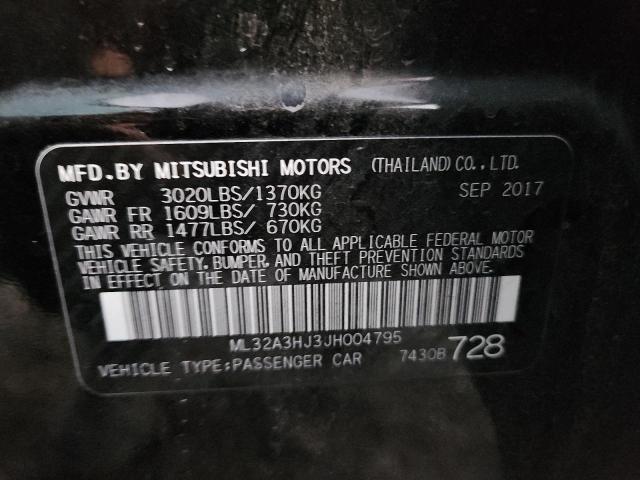 MFD.BY MITSUBISHI MOTORS (THAILAND)CO.,LTD.
GVWR 3020LBS/1370KG SEP 2017
GAWR FR 1609LBS/ 730KG
GAWR RR 1477LBS/ 670KG
THIS VEHICLE CONFORMS TO ALL APPLICABLE FEDERAL MOTOR
VEHICLE SAFETY, BUMPER, AND THEFT PREVENTION STANDARDS
IN EFFECT ON THE DATE OF MANUFACTURE SHOWN ABOVE.
ML32A3HJ3JH004795
VEHICLE TYPE:PASSENGER CAR 7430B 728